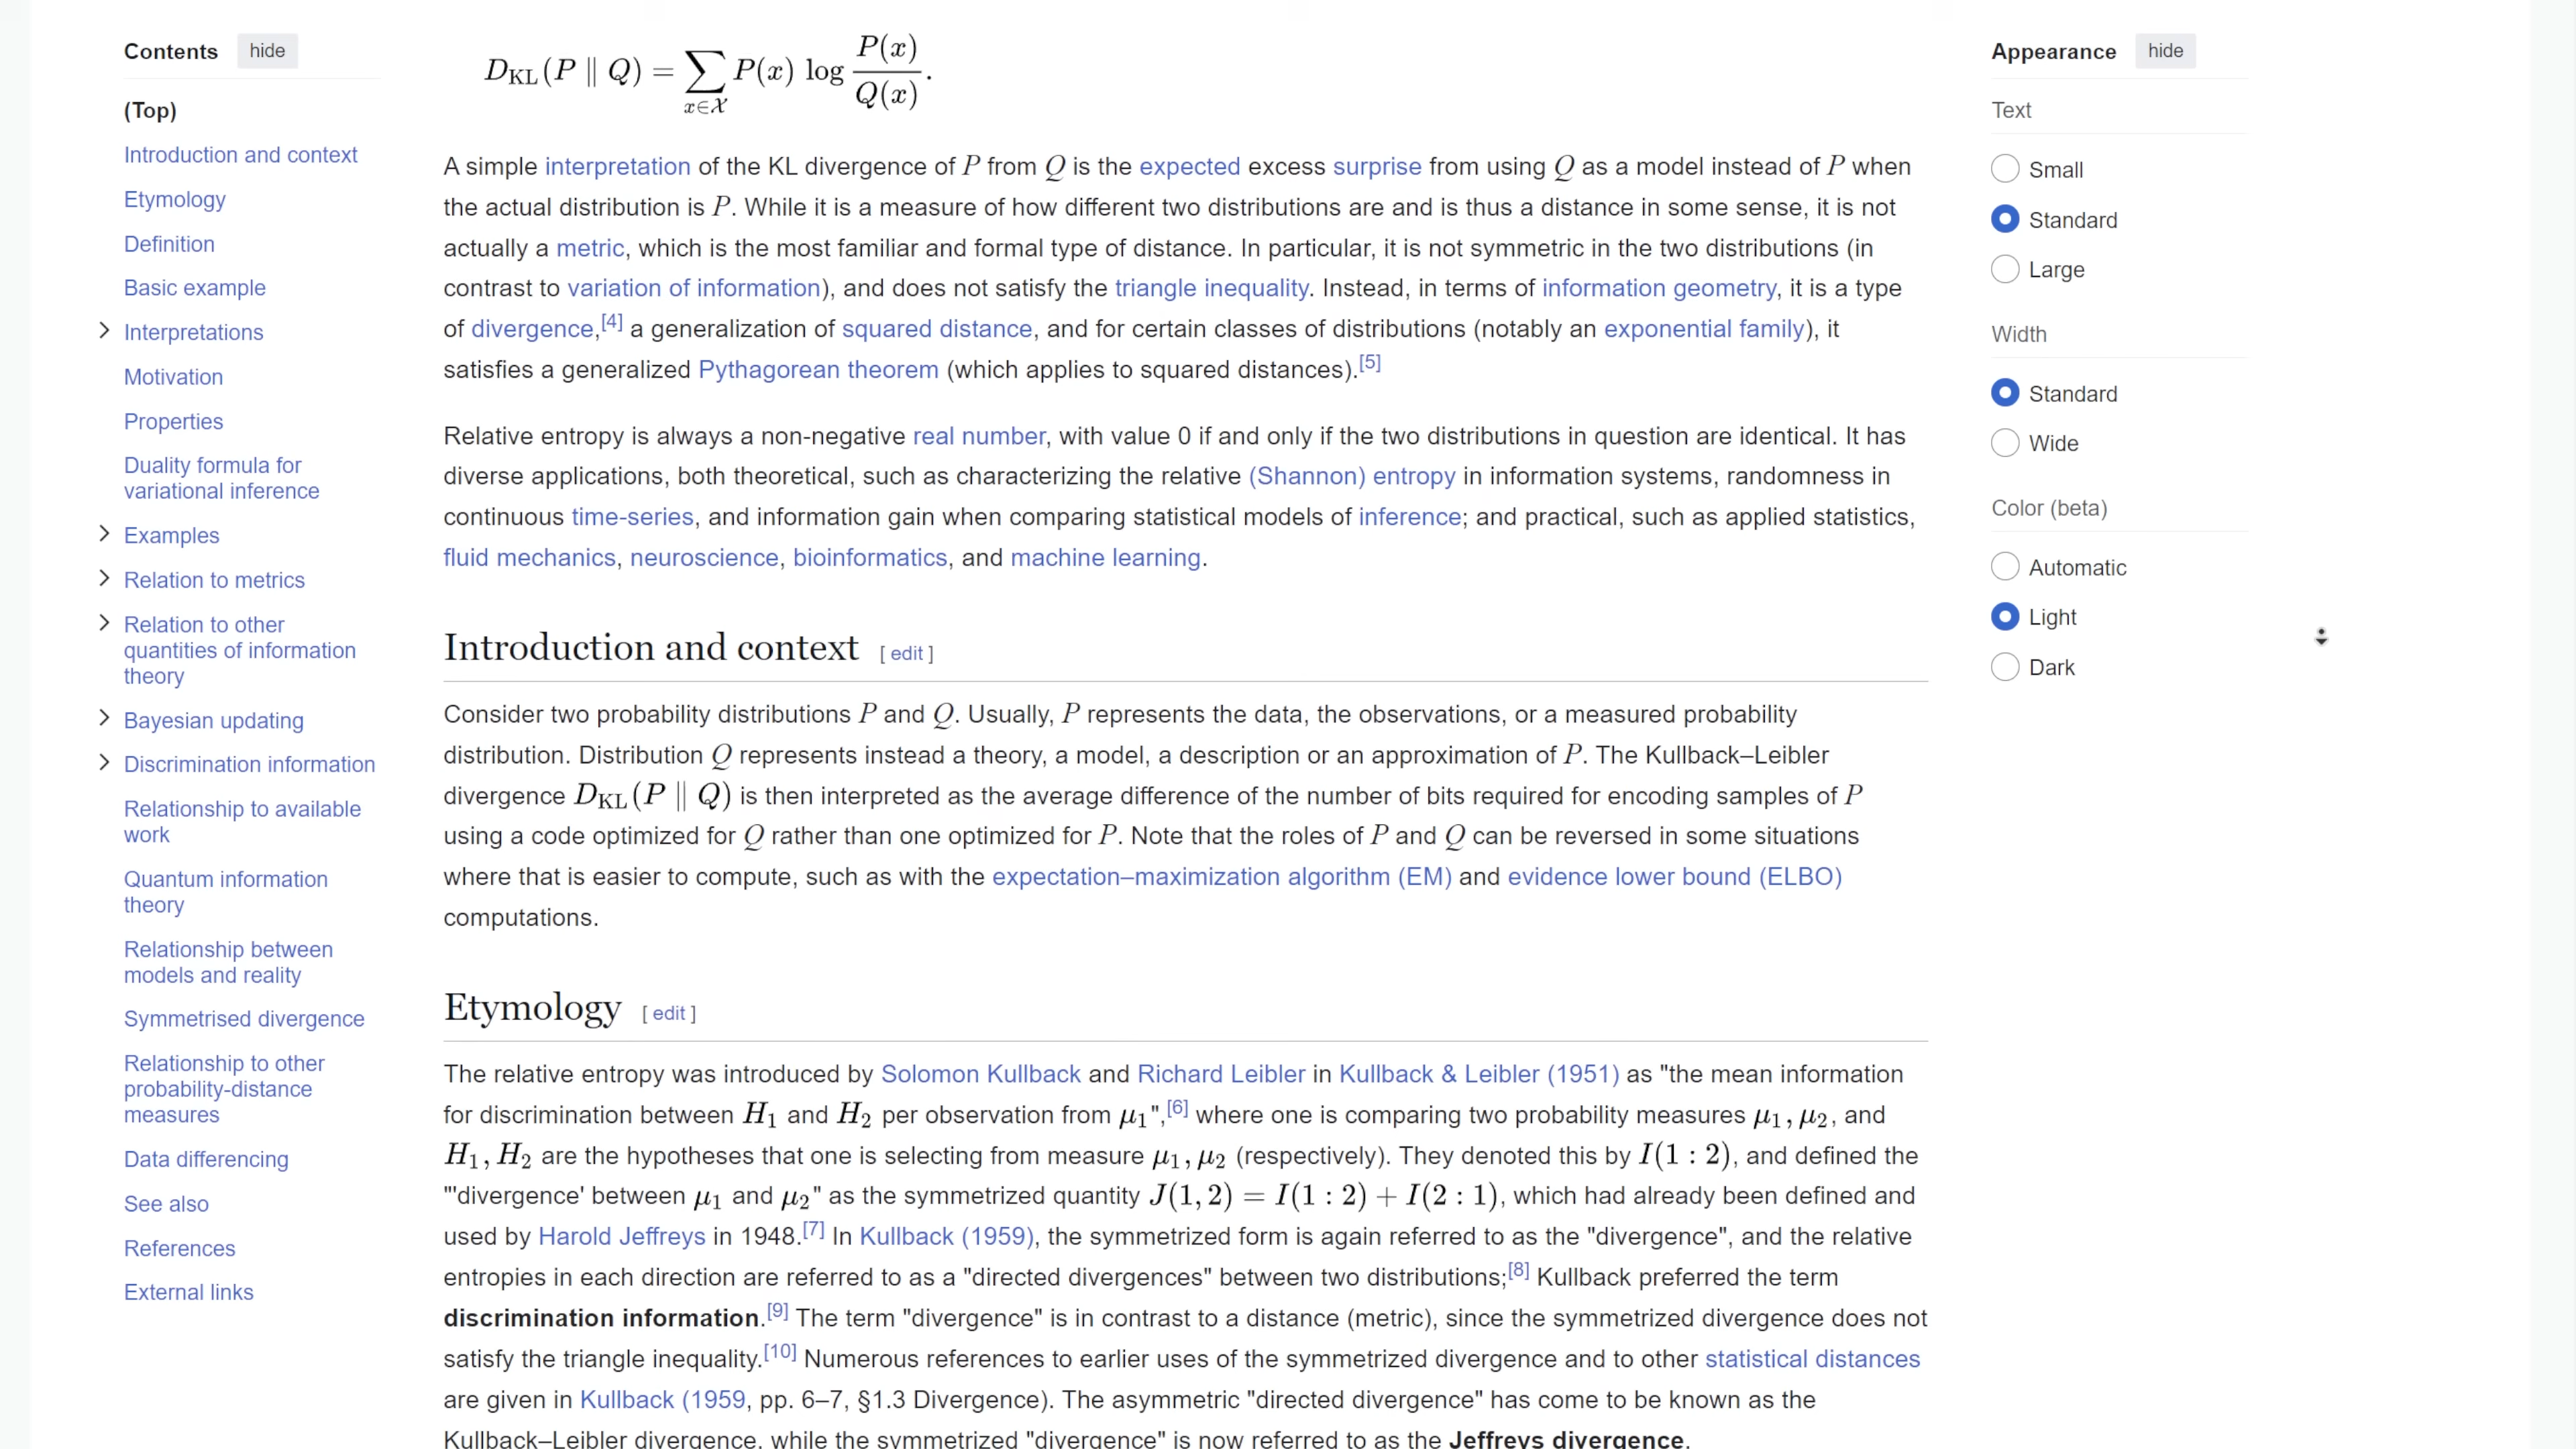 Contents hide
(Top)
Introduction and context
Etymology
Definition
Basic example
Interpretations
Motivation
Properties
Duality formula for
variational inference
Examples
Relation to metrics
Relation to other
quantities of information
theory
Bayesian updating
Discrimination information
Relationship to available
work
Quantum information
theory
Relationship between
models and reality
Symmetrised divergence
Relationship to other
probability-distance
measures
Data differencing
See also
References
External links
D_KL(P ∥ Q) = ∑_{x∈𝒳} P(x) log P(x)/Q(x).
A simple interpretation of the KL divergence of P from Q is the expected excess surprise from using Q as a model instead of P when
the actual distribution is P. While it is a measure of how different two distributions are and is thus a distance in some sense, it is not
actually a metric, which is the most familiar and formal type of distance. In particular, it is not symmetric in the two distributions (in
contrast to variation of information), and does not satisfy the triangle inequality. Instead, in terms of information geometry, it is a type
of divergence,[4] a generalization of squared distance, and for certain classes of distributions (notably an exponential family), it
satisfies a generalized Pythagorean theorem (which applies to squared distances).[5]
Relative entropy is always a non-negative real number, with value 0 if and only if the two distributions in question are identical. It has
diverse applications, both theoretical, such as characterizing the relative (Shannon) entropy in information systems, randomness in
continuous time-series, and information gain when comparing statistical models of inference; and practical, such as applied statistics,
fluid mechanics, neuroscience, bioinformatics, and machine learning.
Introduction and context [ edit ]
Consider two probability distributions P and Q. Usually, P represents the data, the observations, or a measured probability
distribution. Distribution Q represents instead a theory, a model, a description or an approximation of P. The Kullback–Leibler
divergence D_KL(P ∥ Q) is then interpreted as the average difference of the number of bits required for encoding samples of P
using a code optimized for Q rather than one optimized for P. Note that the roles of P and Q can be reversed in some situations
where that is easier to compute, such as with the expectation–maximization algorithm (EM) and evidence lower bound (ELBO)
computations.
Etymology [ edit ]
The relative entropy was introduced by Solomon Kullback and Richard Leibler in Kullback & Leibler (1951) as "the mean information
for discrimination between H₁ and H₂ per observation from μ₁",[6] where one is comparing two probability measures μ₁, μ₂, and
H₁, H₂ are the hypotheses that one is selecting from measure μ₁, μ₂ (respectively). They denoted this by I(1 : 2), and defined the
"'divergence' between μ₁ and μ₂" as the symmetrized quantity J(1, 2) = I(1 : 2) + I(2 : 1), which had already been defined and
used by Harold Jeffreys in 1948.[7] In Kullback (1959), the symmetrized form is again referred to as the "divergence", and the relative
entropies in each direction are referred to as a "directed divergences" between two distributions;[8] Kullback preferred the term
discrimination information.[9] The term "divergence" is in contrast to a distance (metric), since the symmetrized divergence does not
satisfy the triangle inequality.[10] Numerous references to earlier uses of the symmetrized divergence and to other statistical distances
are given in Kullback (1959, pp. 6–7, §1.3 Divergence). The asymmetric "directed divergence" has come to be known as the
Kullback–Leibler divergence, while the symmetrized "divergence" is now referred to as the Jeffreys divergence.
Appearance hide
Text
Small
Standard
Large
Width
Standard
Wide
Color (beta)
Automatic
Light
Dark